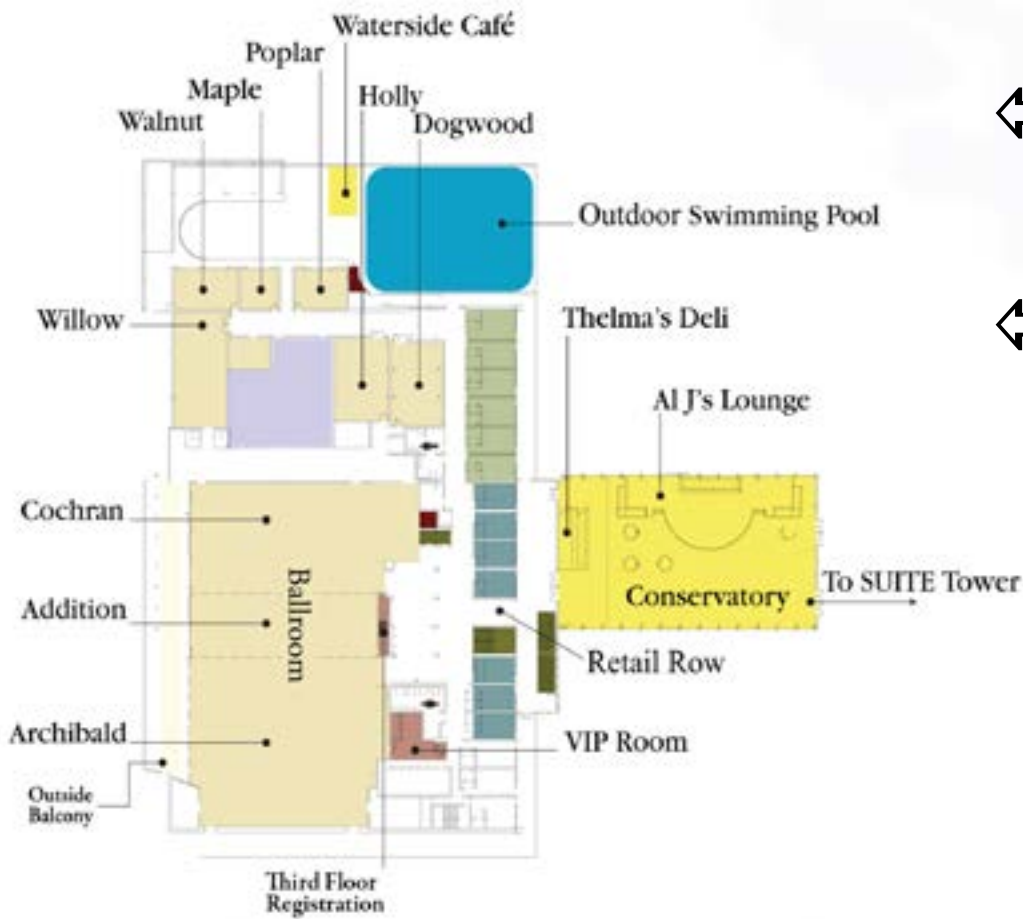 Waterside Café
Poplar
Maple
Holly
Walnut
Dogwood
Outdoor Swimming Pool
Willow
Thelma's Deli
Al J's Lounge
Cochran
Ballroom
Conservatory
To SUITE Tower
Addition
Retail Row
Archibald
VIP Room
Outside
Balcony
Third Floor
Registration